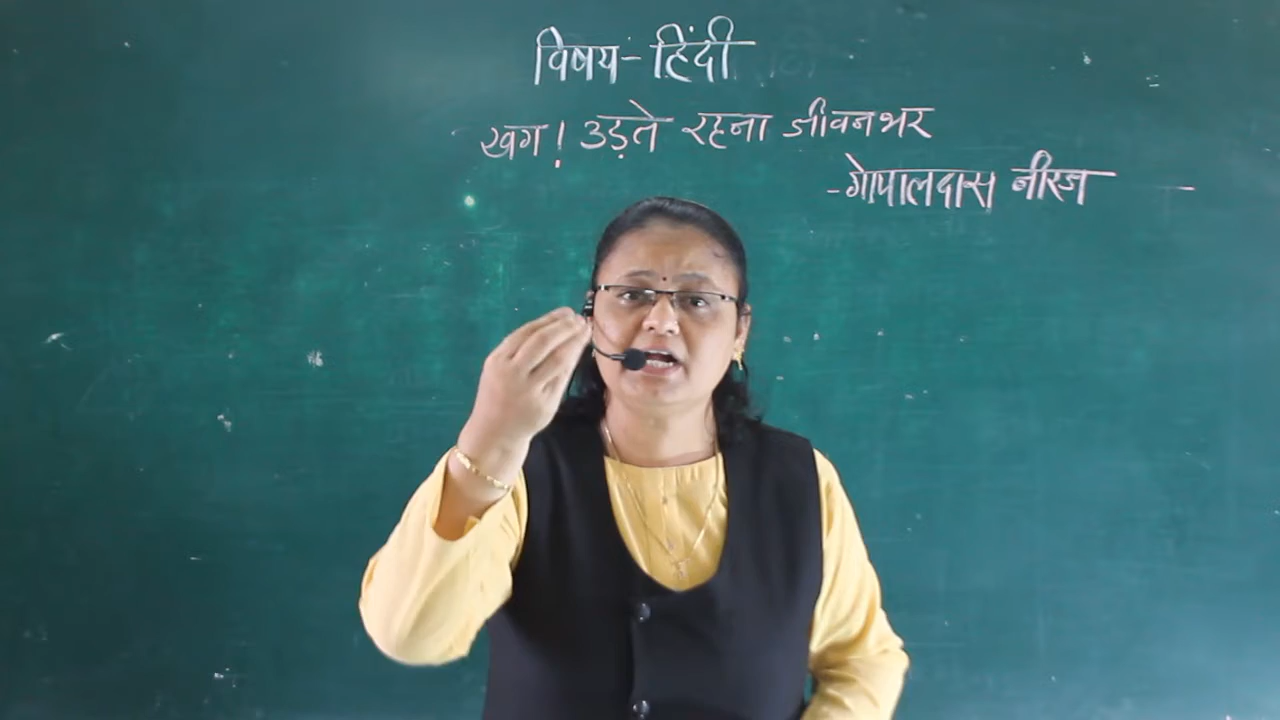 विषय- हिंदी
खग! उड़ते रहना जीवनभर
- गोपालदास नीरज